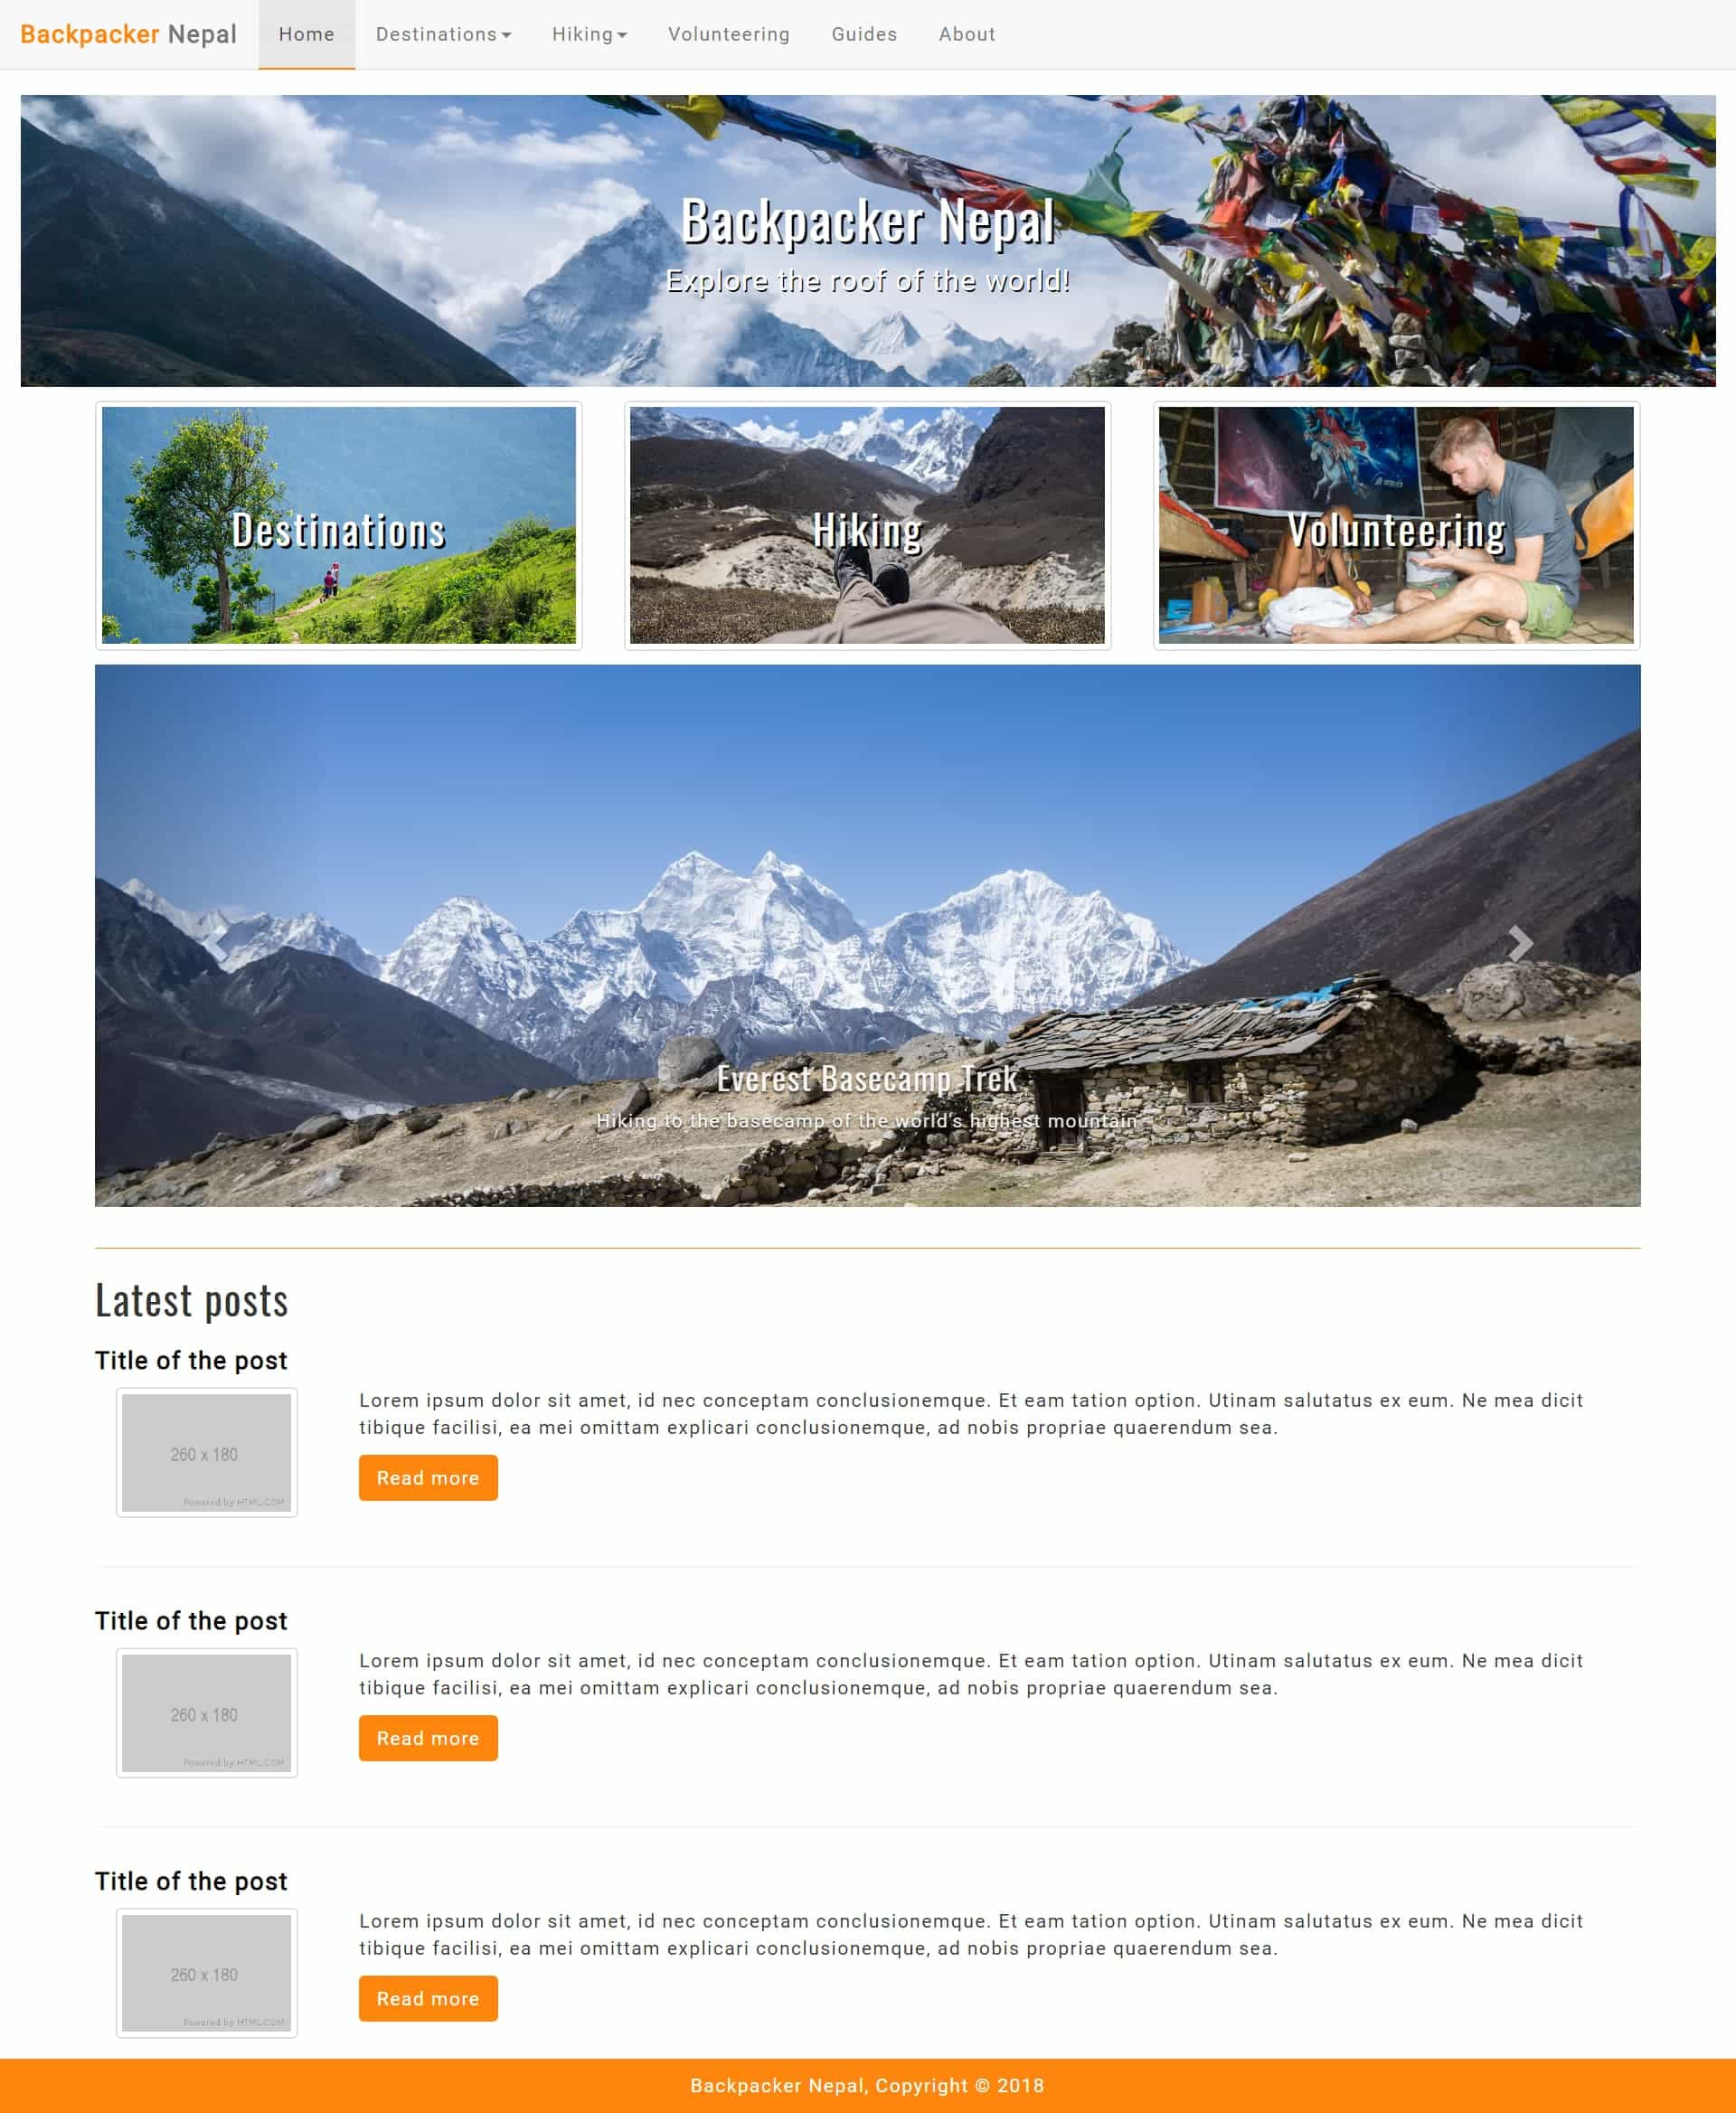 Backpacker Nepal Home Destinations Hiking Volunteering Guides About
Backpacker Nepal
Explore the roof of the world!
Destinations Hiking Volunteering
Everest Basecamp Trek
Hiking to the basecamp of the world's highest mountain
Latest posts
Title of the post
260 x 180
Powered by HTML.COM
Lorem ipsum dolor sit amet, id nec conceptam conclusionemque. Et eam tation option. Utinam salutatus ex eum. Ne mea dicit
tibique facilisi, ea mei omittam explicari conclusionemque, ad nobis propriae quaerendum sea.
Read more
Title of the post
260 x 180
Powered by HTML.COM
Lorem ipsum dolor sit amet, id nec conceptam conclusionemque. Et eam tation option. Utinam salutatus ex eum. Ne mea dicit
tibique facilisi, ea mei omittam explicari conclusionemque, ad nobis propriae quaerendum sea.
Read more
Title of the post
260 x 180
Powered by HTML.COM
Lorem ipsum dolor sit amet, id nec conceptam conclusionemque. Et eam tation option. Utinam salutatus ex eum. Ne mea dicit
tibique facilisi, ea mei omittam explicari conclusionemque, ad nobis propriae quaerendum sea.
Read more
Backpacker Nepal, Copyright © 2018